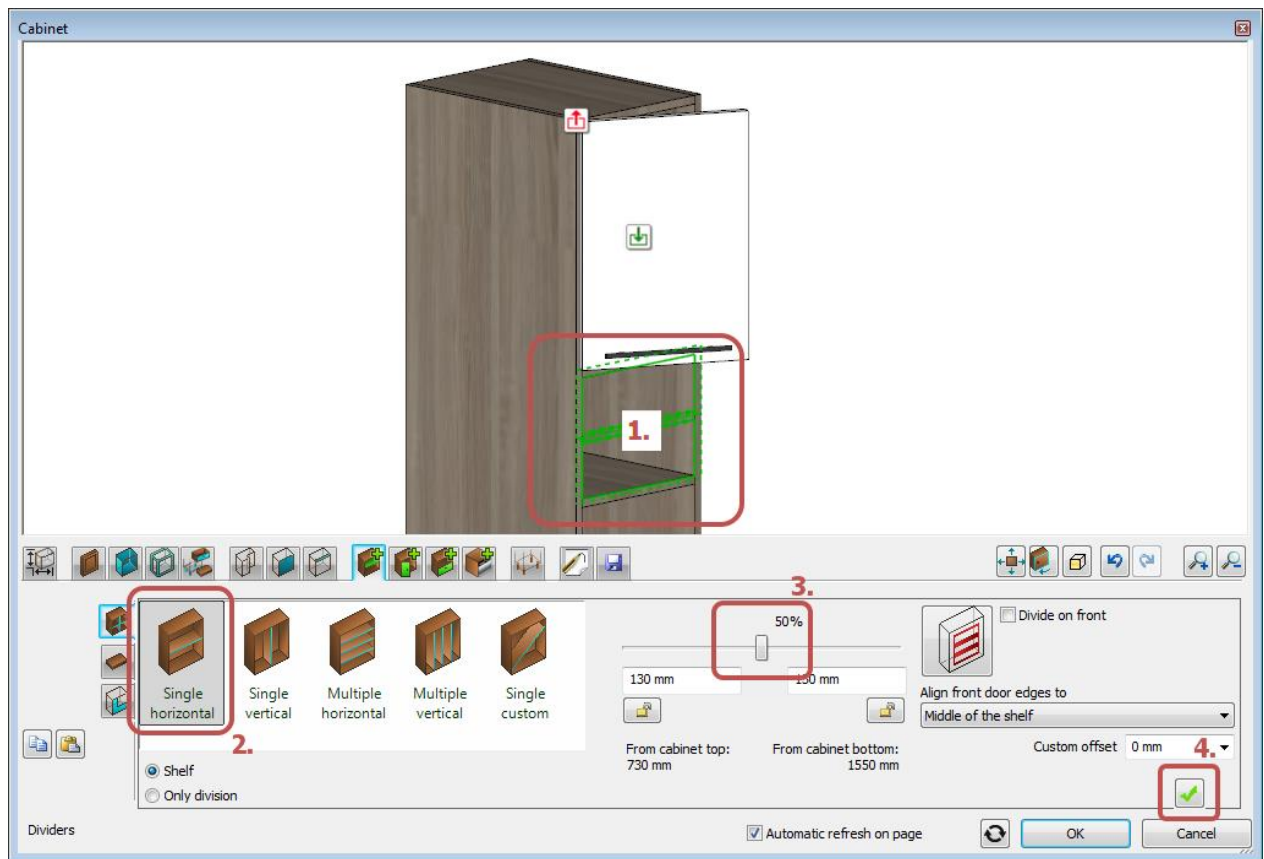 Cabinet
1.
3.
50%
Divide on front
130 mm
130 mm
Single
horizontal
Single
vertical
Multiple
horizontal
Multiple
vertical
Single
custom
Align front door edges to
Middle of the shelf
2.
From cabinet top:
730 mm
From cabinet bottom:
1550 mm
Custom offset 0 mm
4.
Shelf
Only division
Dividers
Automatic refresh on page
OK
Cancel